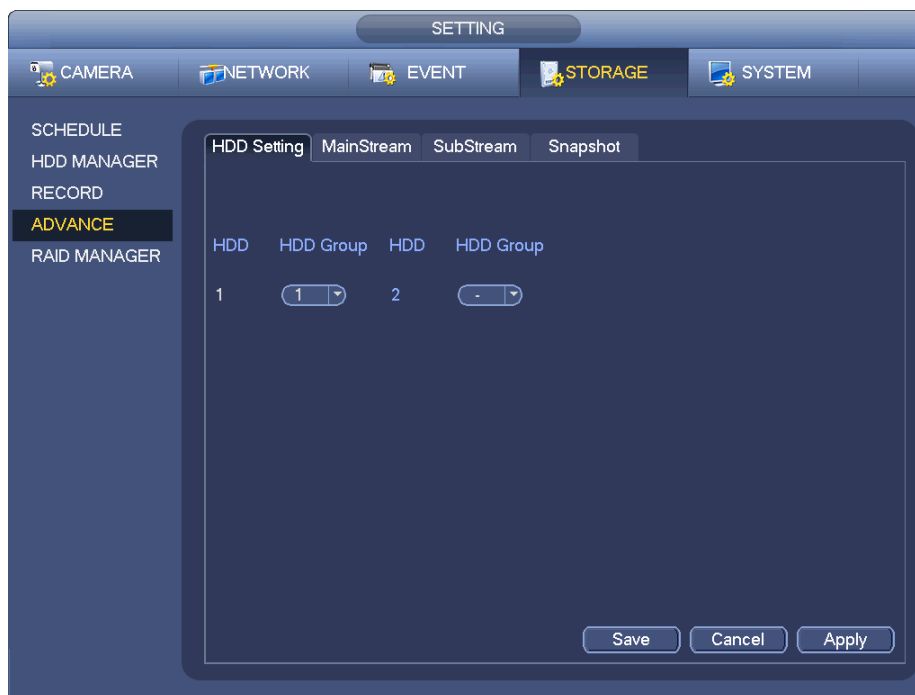 SETTING
CAMERA NETWORK EVENT STORAGE SYSTEM
SCHEDULE
HDD MANAGER
RECORD
ADVANCE
RAID MANAGER
HDD Setting MainStream SubStream Snapshot
HDD HDD Group HDD HDD Group
1 1 2 -
Save Cancel Apply